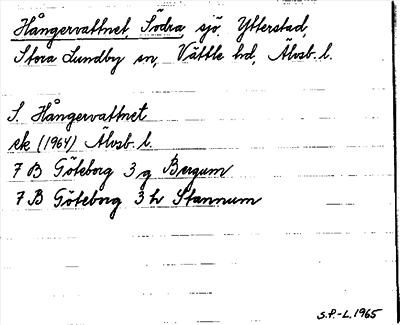 Hångervattnet, Södra, sjö, Ytterstad,
Stora Lundby sn, Vättle hd, Älvsb. l.
S. Hångervattnet
ek (1964) Älvsb. l.
7 B Göteborg 3 g Bergum
7 B Göteborg 3 h Stannum
S.P.-L. 1965